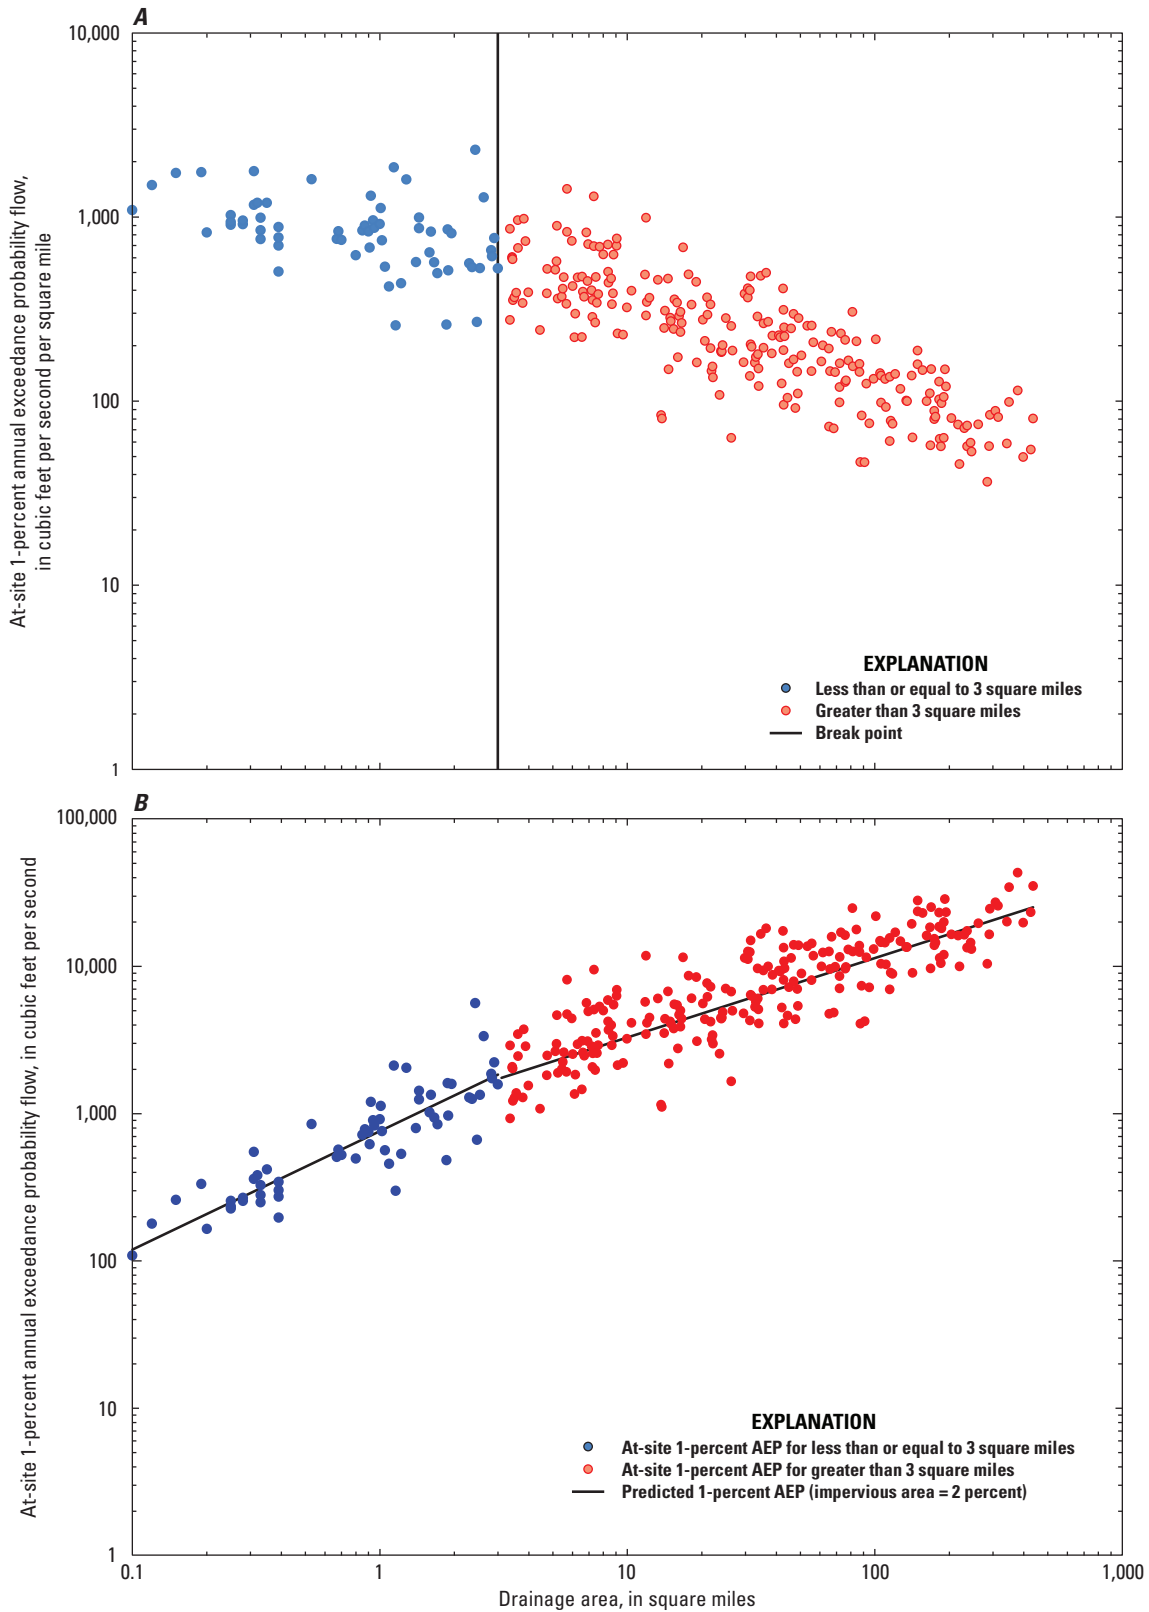 A
10,000
1,000
100
10
1
At-site 1-percent annual exceedance probability flow,
in cubic feet per second per square mile
EXPLANATION
Less than or equal to 3 square miles
Greater than 3 square miles
Break point
B
100,000
10,000
1,000
100
10
1
At-site 1-percent annual exceedance probability flow, in cubic feet per second
EXPLANATION
At-site 1-percent AEP for less than or equal to 3 square miles
At-site 1-percent AEP for greater than 3 square miles
Predicted 1-percent AEP (impervious area = 2 percent)
0.1 1 10 100 1,000
Drainage area, in square miles